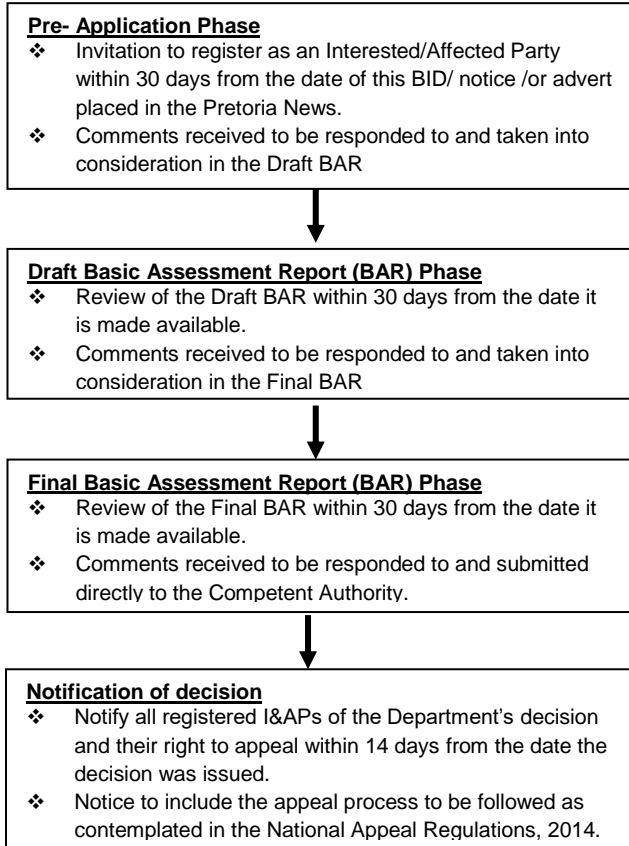 Pre- Application Phase
❖ Invitation to register as an Interested/Affected Party
within 30 days from the date of this BID/ notice /or advert
placed in the Pretoria News.
❖ Comments received to be responded to and taken into
consideration in the Draft BAR
Draft Basic Assessment Report (BAR) Phase
❖ Review of the Draft BAR within 30 days from the date it
is made available.
❖ Comments received to be responded to and taken into
consideration in the Final BAR
Final Basic Assessment Report (BAR) Phase
❖ Review of the Final BAR within 30 days from the date it
is made available.
❖ Comments received to be responded to and submitted
directly to the Competent Authority.
Notification of decision
❖ Notify all registered I&APs of the Department’s decision
and their right to appeal within 14 days from the date the
decision was issued.
❖ Notice to include the appeal process to be followed as
contemplated in the National Appeal Regulations, 2014.